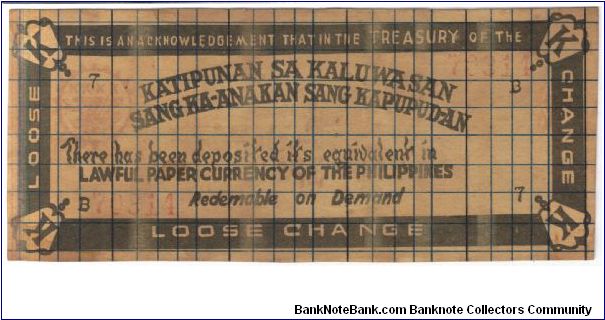 THIS IS AN ACKNOWLEDGEMENT THAT IN THE TREASURY OF THE
7
B
KATIPUNAN SA KALUWASAN
SANG KA-ANAKAN SANG KAPUPUD-AN
LOOSE
CHANGE
There has been deposited it's equivalent in
LAWFUL PAPER CURRENCY OF THE PHILIPPINES
B
7
Redemable on Demand
LOOSE CHANGE
BankNoteBank.com Banknote Collectors Community